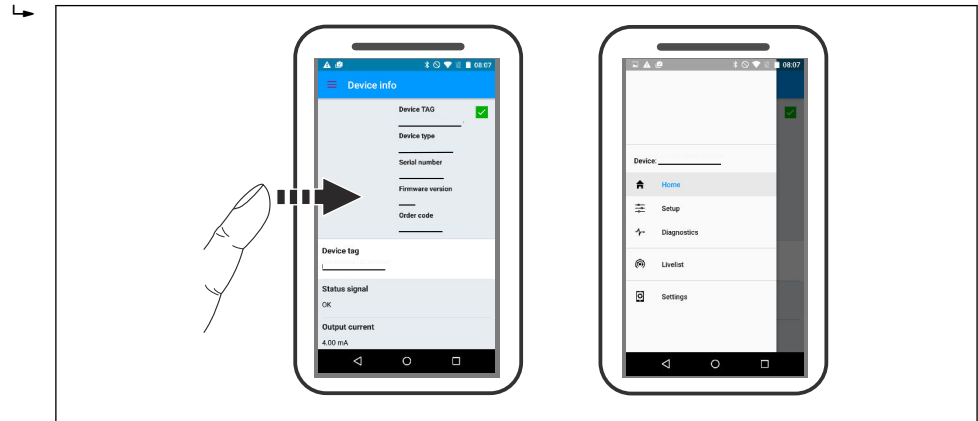 08:07
Device info
Device TAG
Device type
Serial number
Firmware version
Order code
Device tag
Status signal
OK
Output current
4.00 mA
08:07
Device:
Home
Setup
Diagnostics
Livelist
Settings